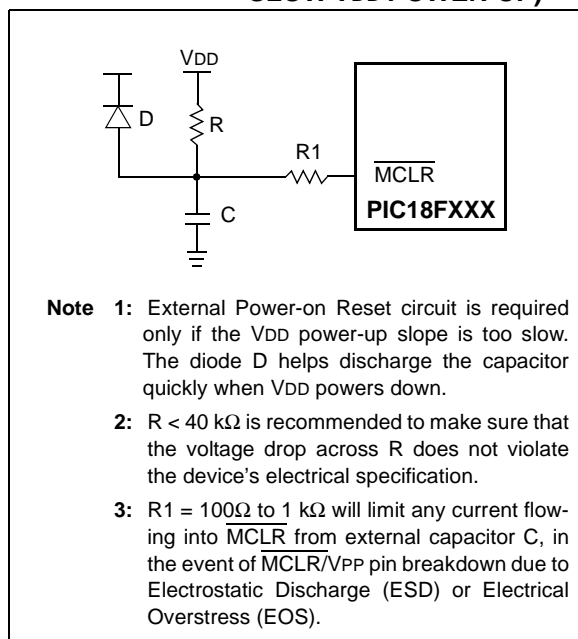 VDD
D
R
R1
MCLR
C
PIC18FXXX
Note 1: External Power-on Reset circuit is required
only if the VDD power-up slope is too slow.
The diode D helps discharge the capacitor
quickly when VDD powers down.
2: R < 40 kΩ is recommended to make sure that
the voltage drop across R does not violate
the device's electrical specification.
3: R1 = 100Ω to 1 kΩ will limit any current flow-
ing into MCLR from external capacitor C, in
the event of MCLR/VPP pin breakdown due to
Electrostatic Discharge (ESD) or Electrical
Overstress (EOS).